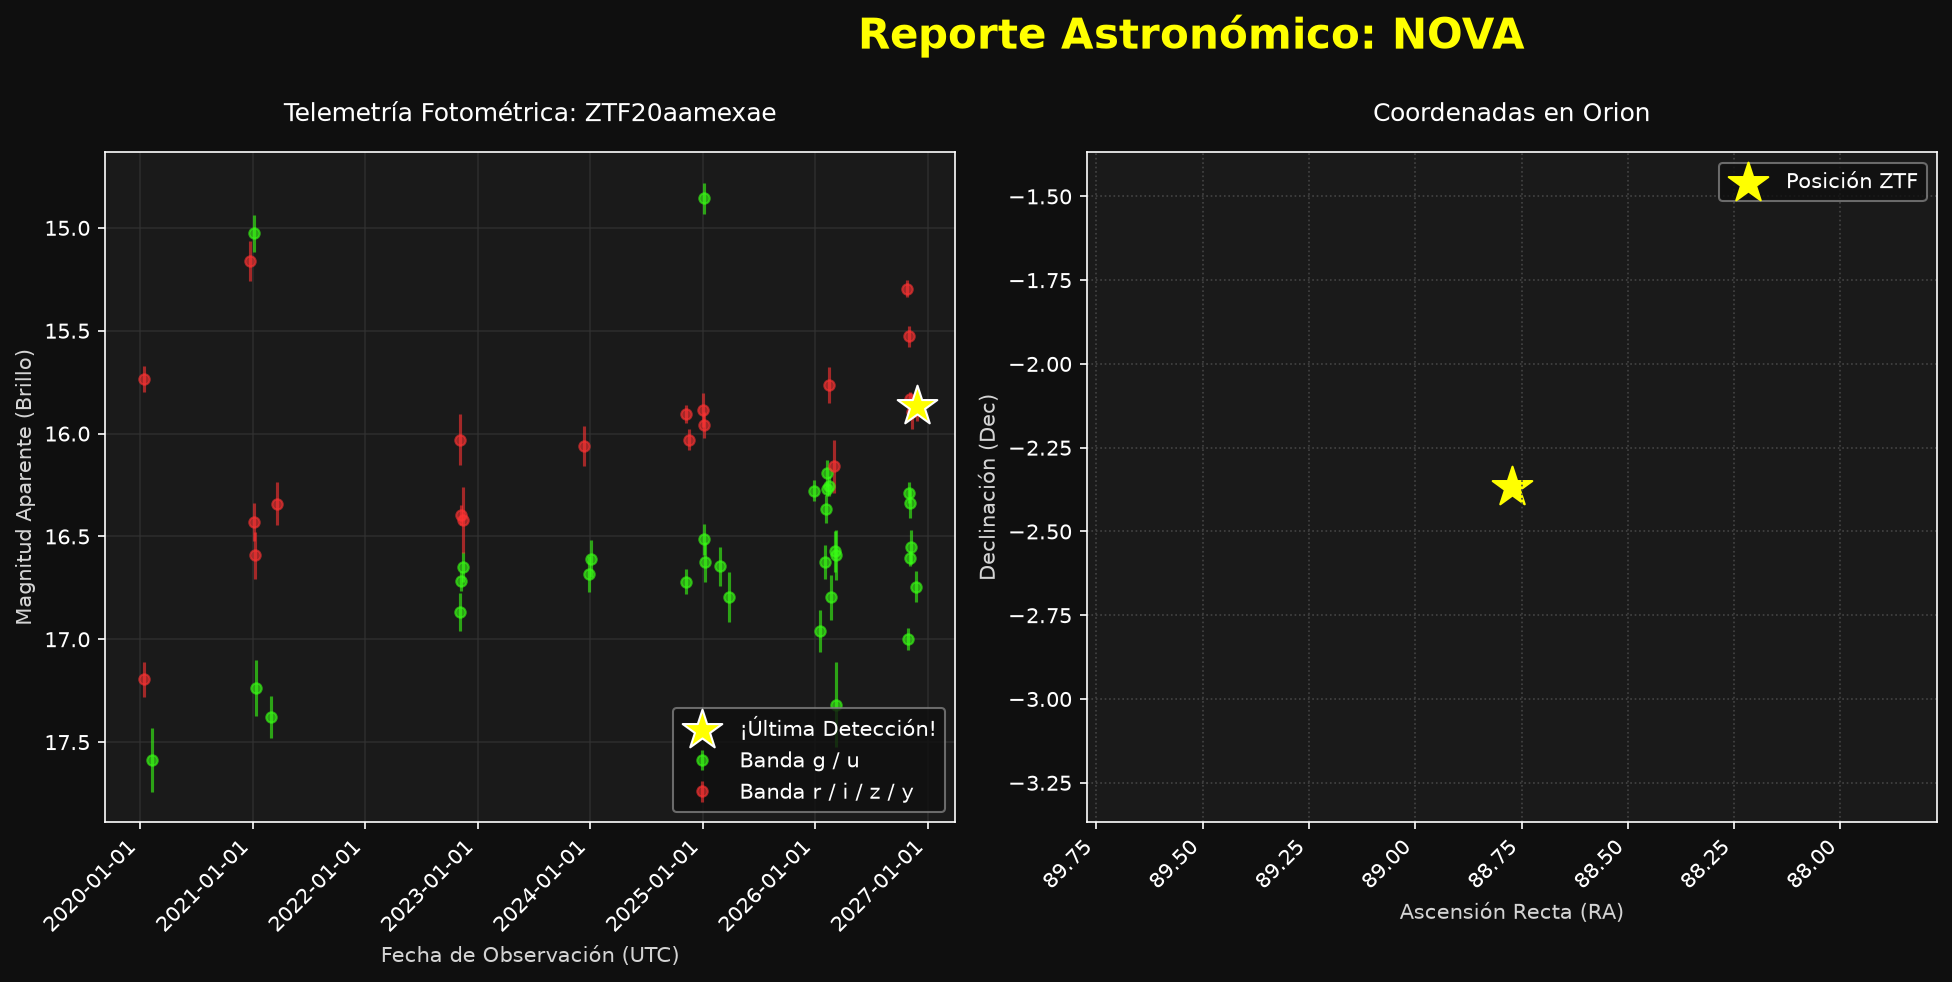 Reporte Astronómico: NOVA
Telemetría Fotométrica: ZTF20aamexae
Magnitud Aparente (Brillo)
15.0
15.5
16.0
16.5
17.0
17.5
¡Última Detección!
Banda g / u
Banda r / i / z / y
2020-01-01
2021-01-01
2022-01-01
2023-01-01
2024-01-01
2025-01-01
2026-01-01
2027-01-01
Fecha de Observación (UTC)
Coordenadas en Orion
Declinación (Dec)
−1.50
−1.75
−2.00
−2.25
−2.50
−2.75
−3.00
−3.25
Posición ZTF
89.75
89.50
89.25
89.00
88.75
88.50
88.25
88.00
Ascensión Recta (RA)